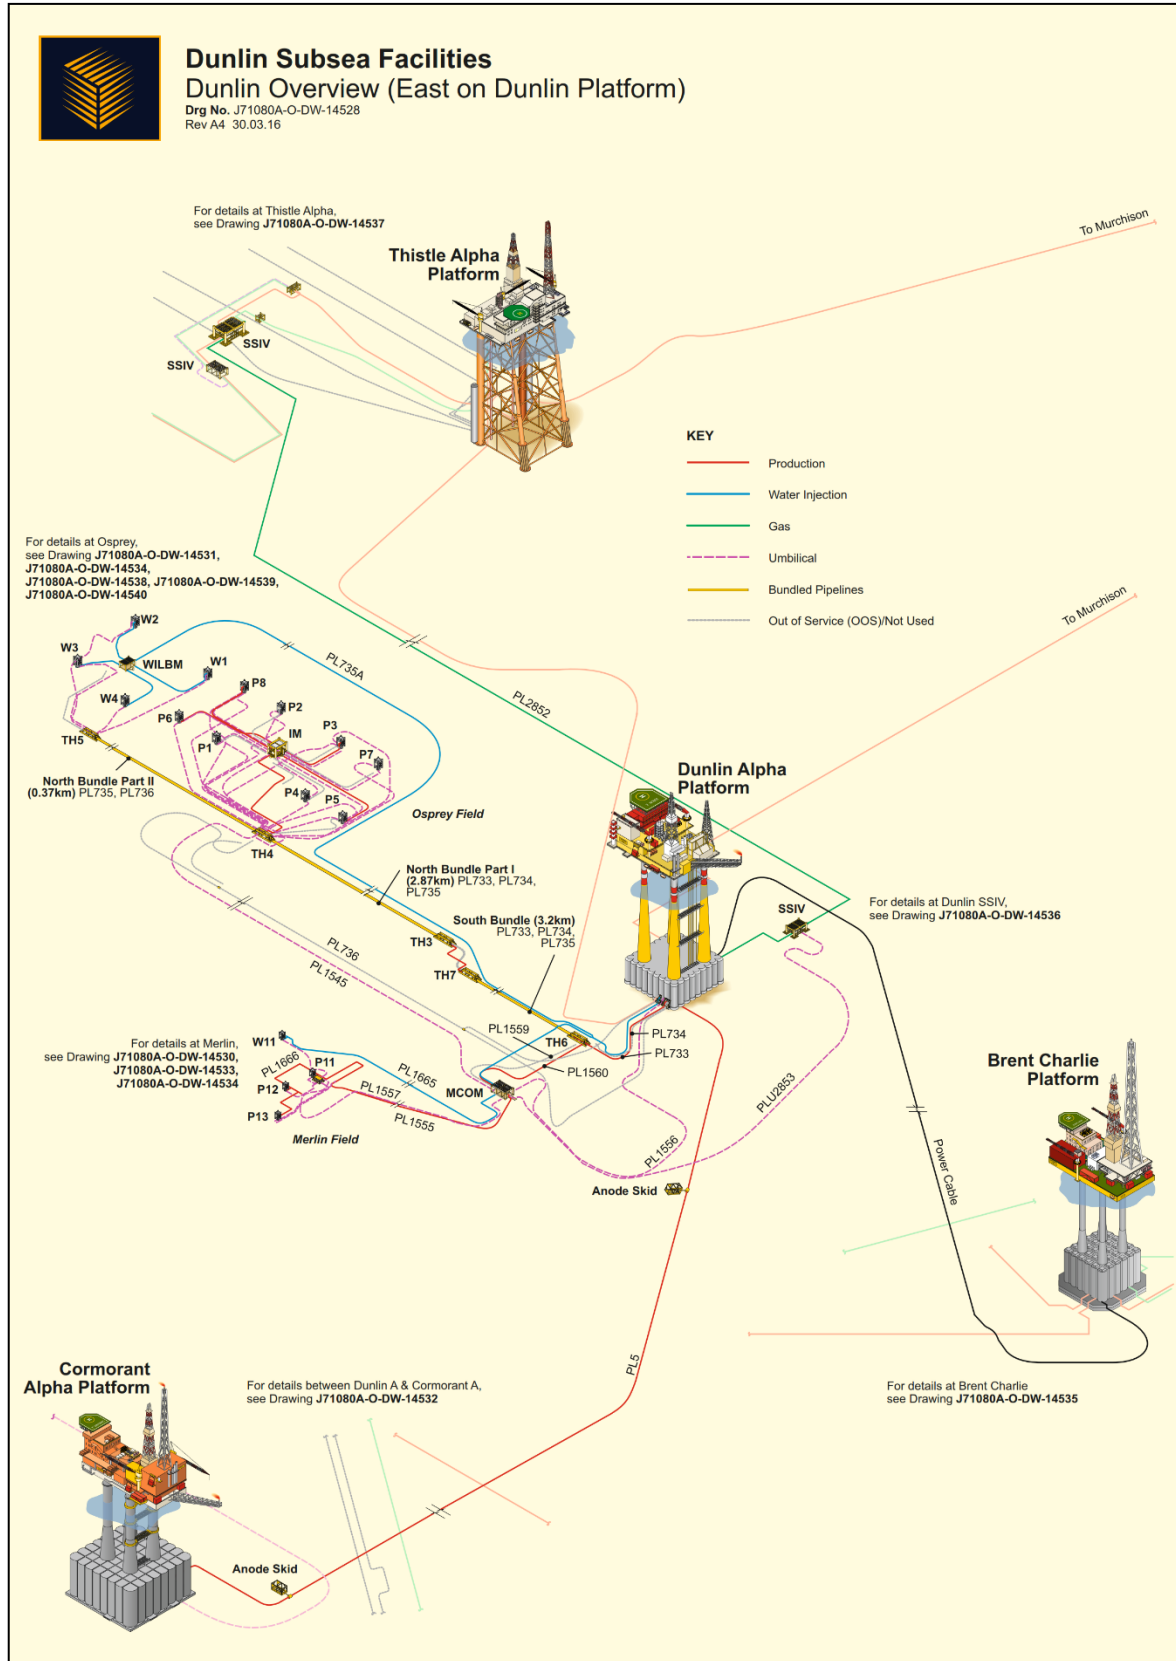 Dunlin Subsea Facilities
Dunlin Overview (East on Dunlin Platform)
Drg No. J71080A-O-DW-14528
Rev A4 30.03.16
For details at Thistle Alpha,
see Drawing J71080A-O-DW-14537
Thistle Alpha
Platform
To Murchison
SSIV
SSIV
KEY
Production
Water Injection
Gas
Umbilical
Bundled Pipelines
Out of Service (OOS)/Not Used
For details at Osprey,
see Drawing J71080A-O-DW-14531,
J71080A-O-DW-14534,
J71080A-O-DW-14538, J71080A-O-DW-14539,
J71080A-O-DW-14540
To Murchison
W2
W3
WILBM
W1
W4
P8
P6
P2
P1
IM
P3
P7
P4
P5
TH5
TH4
PL735A
PL2852
North Bundle Part II
(0.37km) PL735, PL736
Osprey Field
Dunlin Alpha
Platform
North Bundle Part I
(2.87km) PL733, PL734,
PL735
South Bundle (3.2km)
PL733, PL734,
PL735
SSIV
For details at Dunlin SSIV,
see Drawing J71080A-O-DW-14536
TH3
TH7
PL736
PL1545
TH6
PL1559
PL1560
PL734
PL733
For details at Merlin,
see Drawing J71080A-O-DW-14530,
J71080A-O-DW-14533,
J71080A-O-DW-14534
W11
PL1666
P11
P12
P13
PL1665
PL1557
PL1555
MCOM
Merlin Field
PL1556
PLU2853
Brent Charlie
Platform
Power Cable
Anode Skid
PL5
Cormorant
Alpha Platform
For details between Dunlin A & Cormorant A,
see Drawing J71080A-O-DW-14532
For details at Brent Charlie
see Drawing J71080A-O-DW-14535
Anode Skid